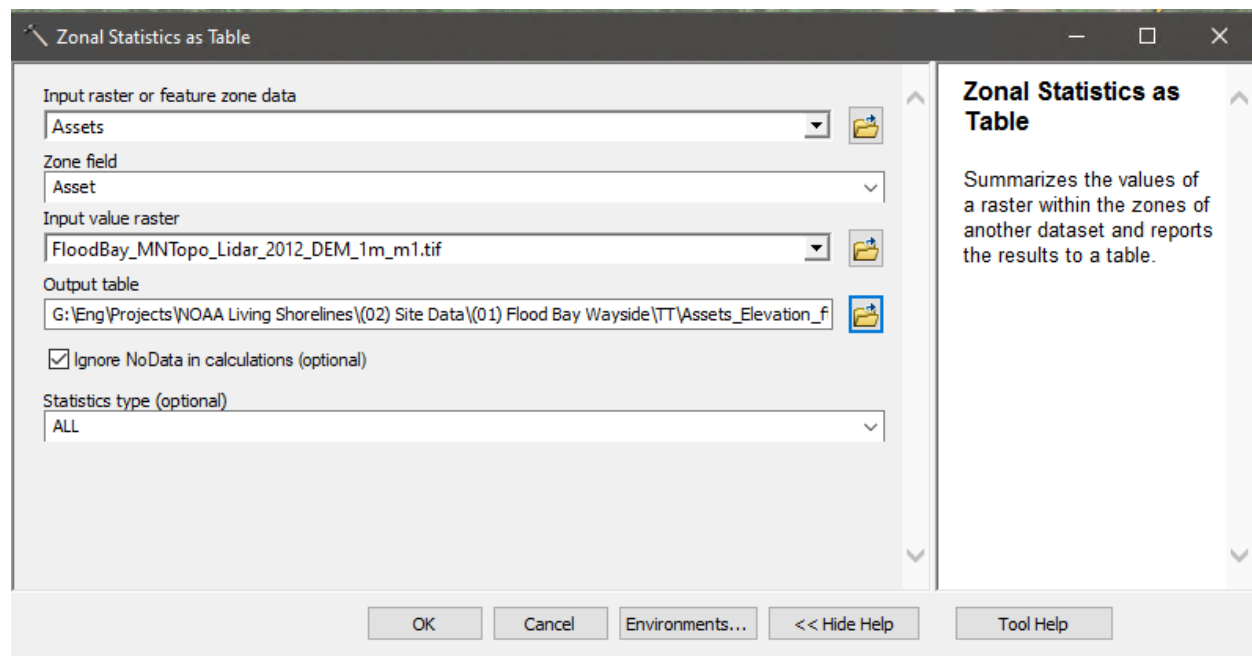 Zonal Statistics as Table
Input raster or feature zone data
Assets
Zone field
Asset
Input value raster
FloodBay_MNTopo_Lidar_2012_DEM_1m_m1.tif
Output table
G:\Eng\Projects\NOAA Living Shorelines\(02) Site Data\(01) Flood Bay Wayside\TT\Assets_Elevation_f
Ignore NoData in calculations (optional)
Statistics type (optional)
ALL
Zonal Statistics as
Table
Summarizes the values of
a raster within the zones of
another dataset and reports
the results to a table.
OK
Cancel
Environments...
<< Hide Help
Tool Help